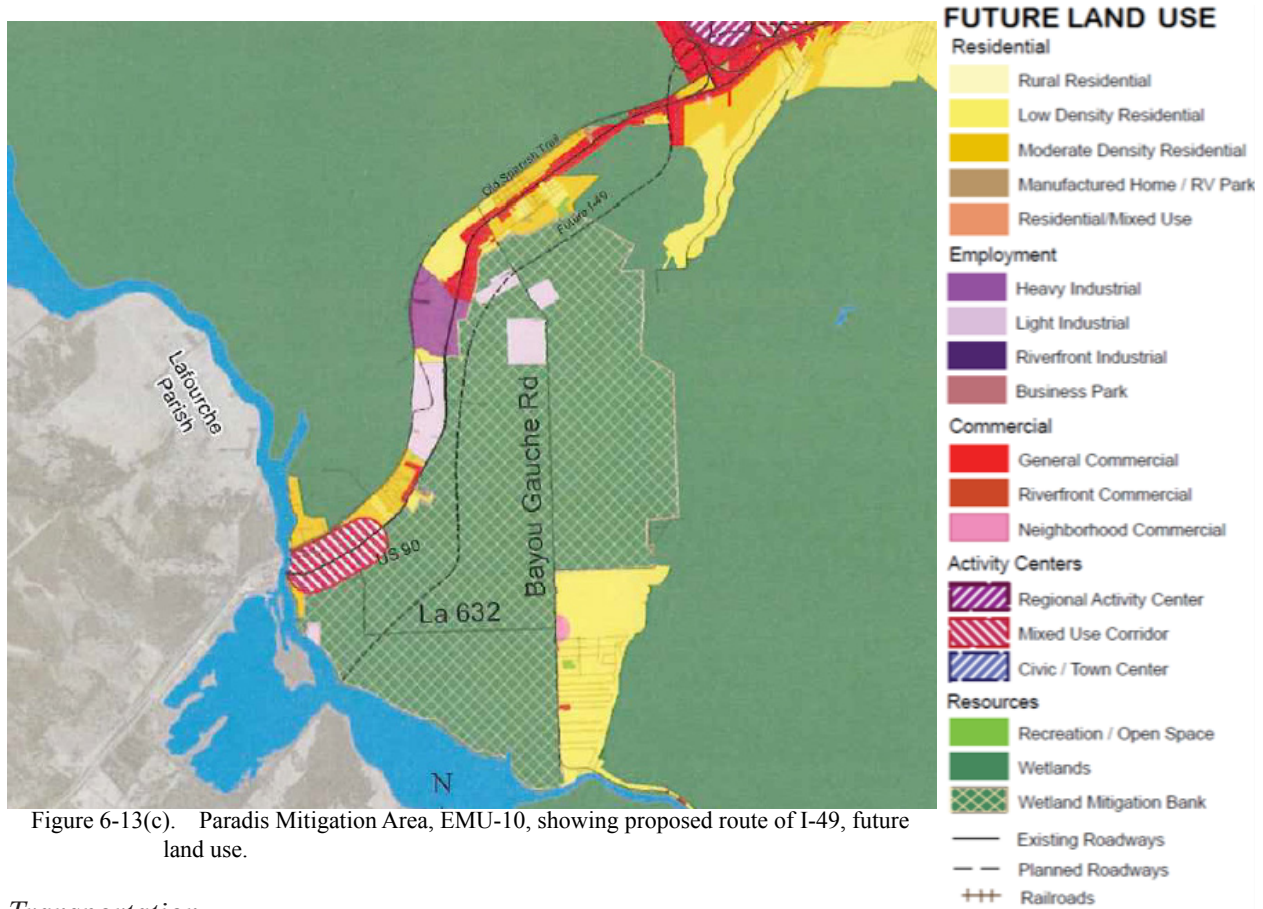 FUTURE LAND USE
Residential
Rural Residential
Low Density Residential
Moderate Density Residential
Manufactured Home / RV Park
Residential/Mixed Use
Employment
Heavy Industrial
Light Industrial
Riverfront Industrial
Business Park
Commercial
General Commercial
Riverfront Commercial
Neighborhood Commercial
Activity Centers
Regional Activity Center
Mixed Use Corridor
Civic / Town Center
Resources
Recreation / Open Space
Wetlands
Wetland Mitigation Bank
Existing Roadways
Planned Roadways
Railroads
Old Spanish Trail
Future I-49
Lafourche
Parish
Bayou Gauche Rd
US 90
La 632
N
Figure 6-13(c). Paradis Mitigation Area, EMU-10, showing proposed route of I-49, future
land use.